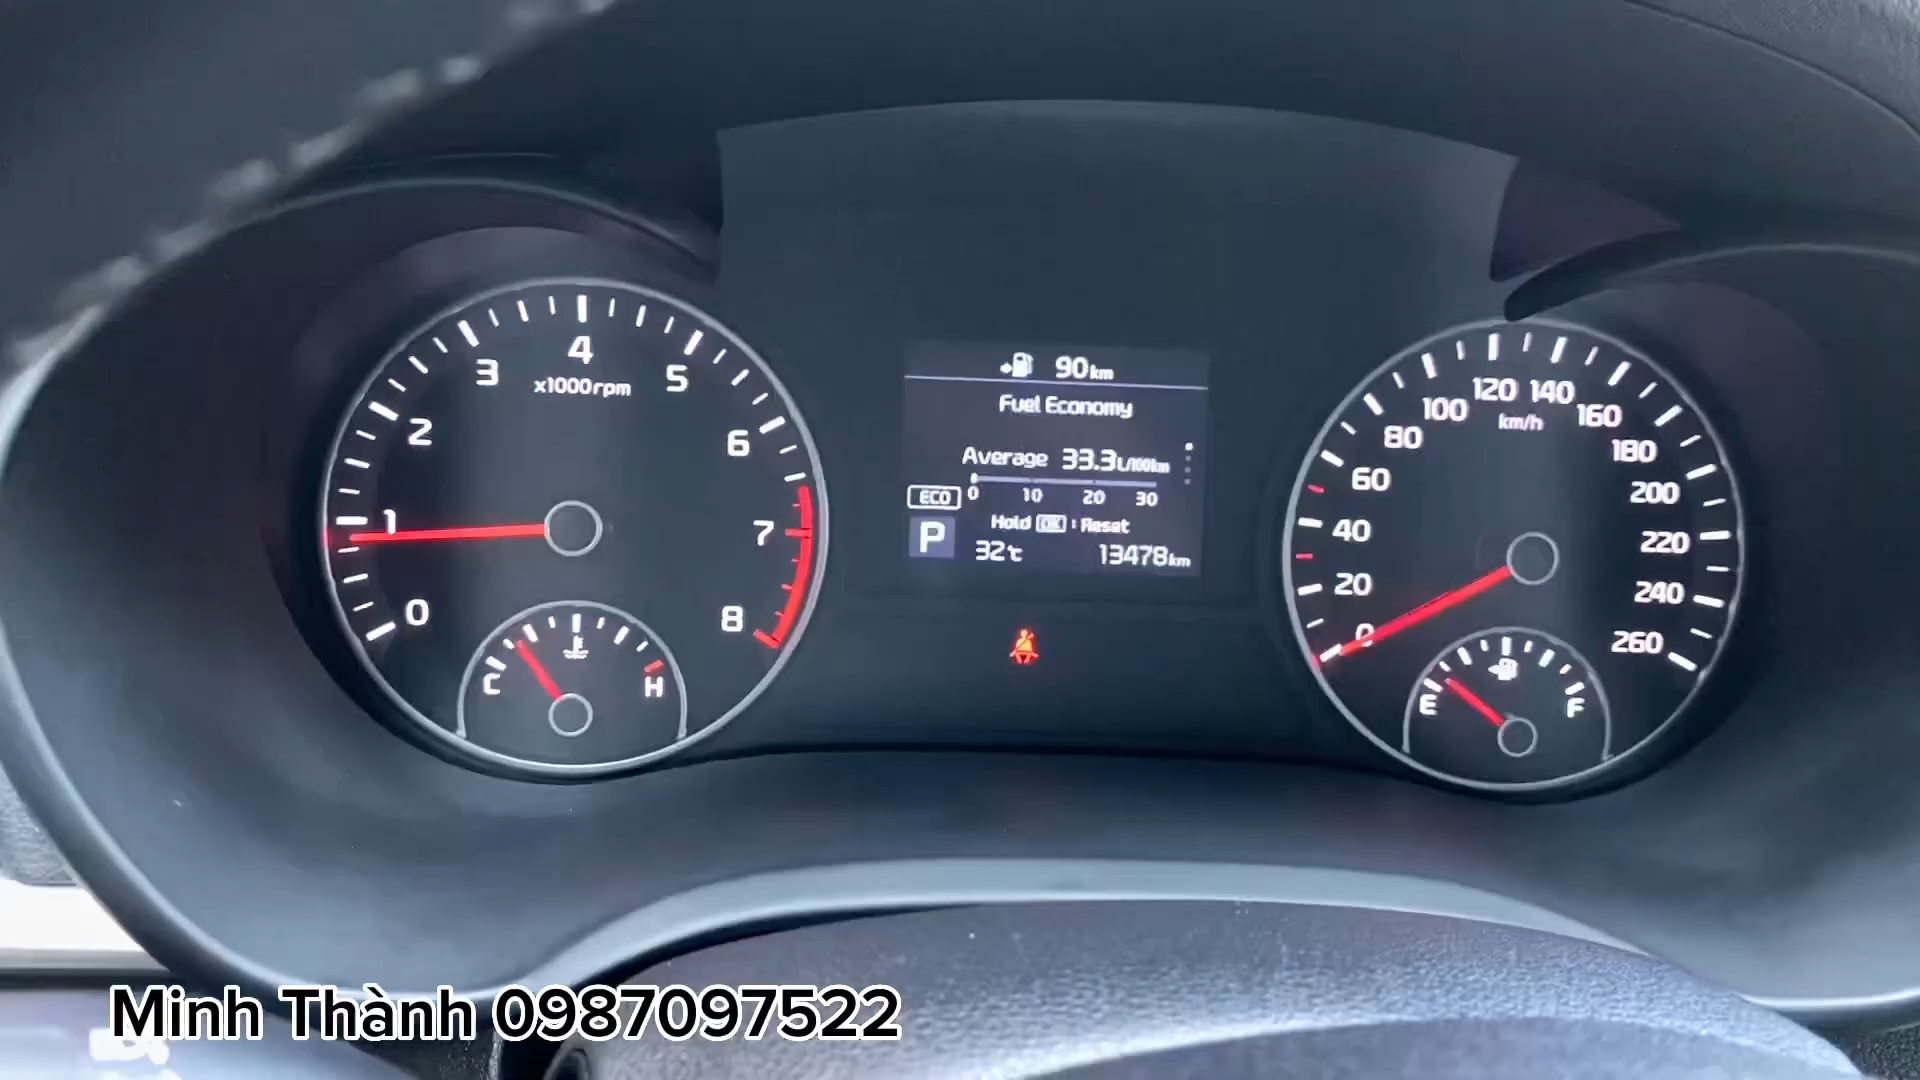 0
1
2
3
4
5
6
7
8
x1000rpm
C
H
90km
Fuel Economy
Average 33.3L/100km
0 10 20 30
ECO
Hold OK : Reset
P
32℃ 13478km
0
20
40
60
80
100
120
140
160
180
200
220
240
260
km/h
E
F
Minh Thành 0987097522